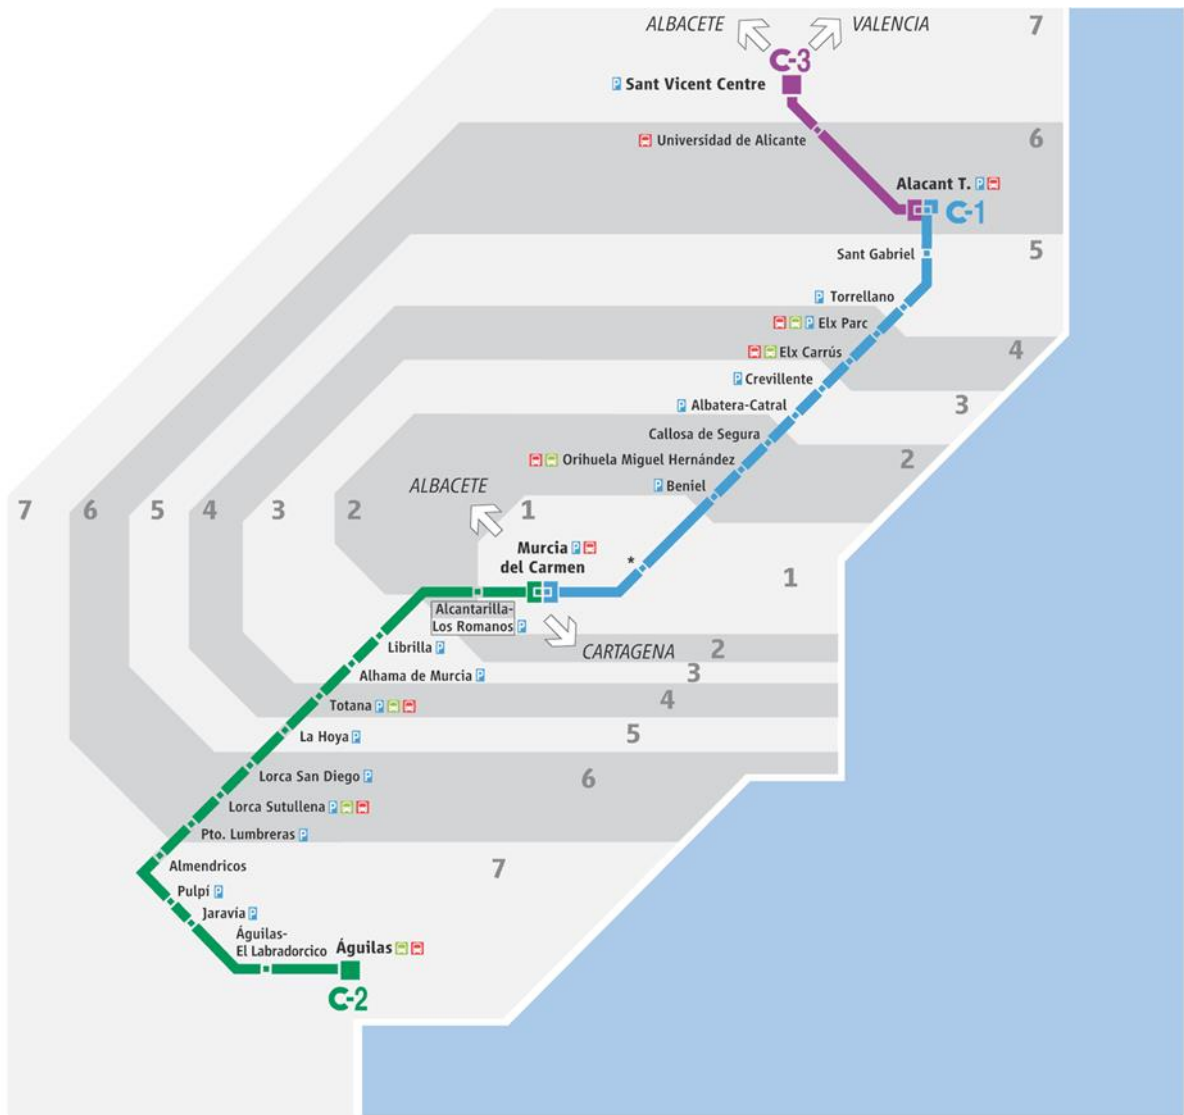 ALBACETE
VALENCIA
7
C-3
P Sant Vicent Centre
Universidad de Alicante
6
Alacant T. P
C-1
Sant Gabriel
5
P Torrellano
P Elx Parc
4
Elx Carrús
P Crevillente
3
P Albatera-Catral
Callosa de Segura
2
Orihuela Miguel Hernández
P Beniel
ALBACETE
7
6
5
4
3
2
1
Murcia P
del Carmen
*
1
Alcantarilla-
Los Romanos P
CARTAGENA
2
Librilla P
3
Alhama de Murcia P
4
Totana P
5
La Hoya P
Lorca San Diego P
6
Lorca Sutullena P
Pto. Lumbreras P
Almendricos
7
Pulpí P
Jaravía P
Águilas-
El Labradorcico
Águilas
C-2